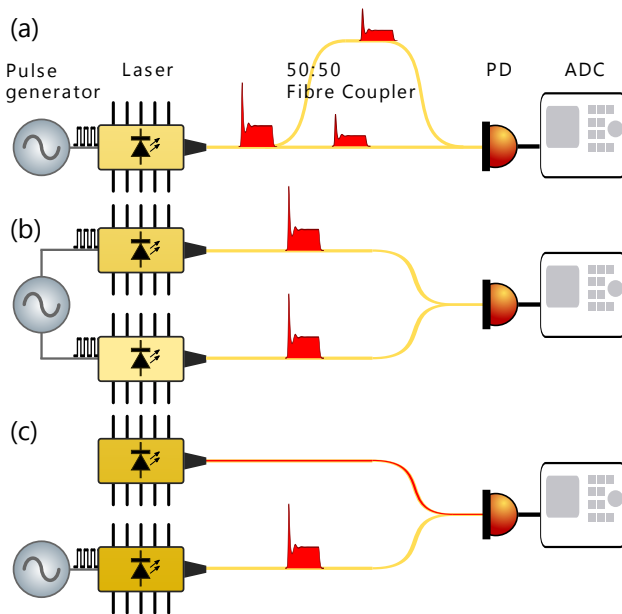 (a)
Pulse
generator
Laser
50:50
Fibre Coupler
PD
ADC
(b)
(c)